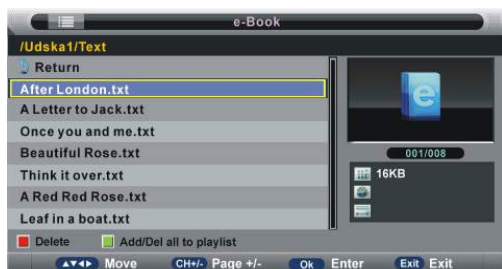 e-Book
/Udska1/Text
Return
After London.txt
A Letter to Jack.txt
Once you and me.txt
Beautiful Rose.txt
Think it over.txt
A Red Red Rose.txt
Leaf in a boat.txt
e
001/008
16KB
Delete Add/Del all to playlist
Move CH+/- Page +/- Ok Enter Exit Exit